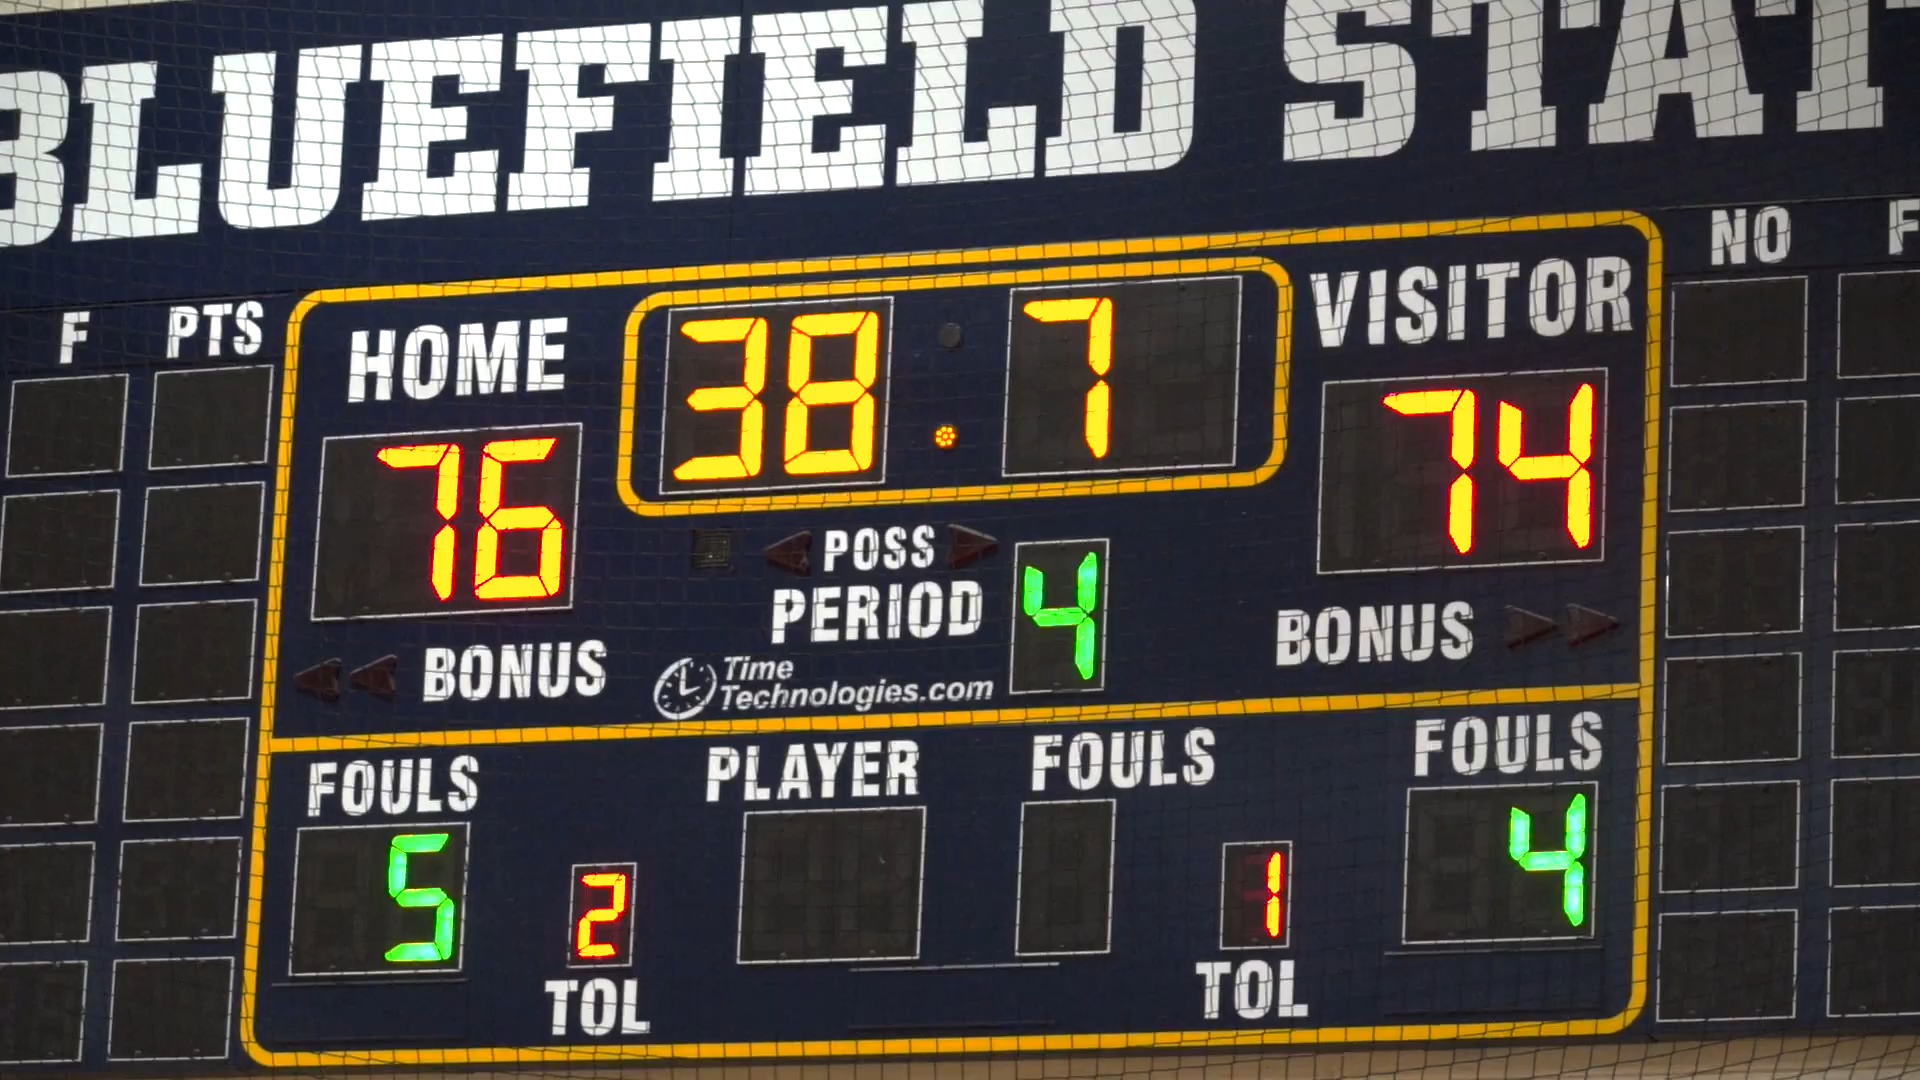 BLUEFIELD STAT
NO F
F PTS
HOME 38.7 VISITOR
76 74
POSS
PERIOD 4
BONUS BONUS
Time
Technologies.com
FOULS PLAYER FOULS FOULS
5 2 1 4
TOL TOL